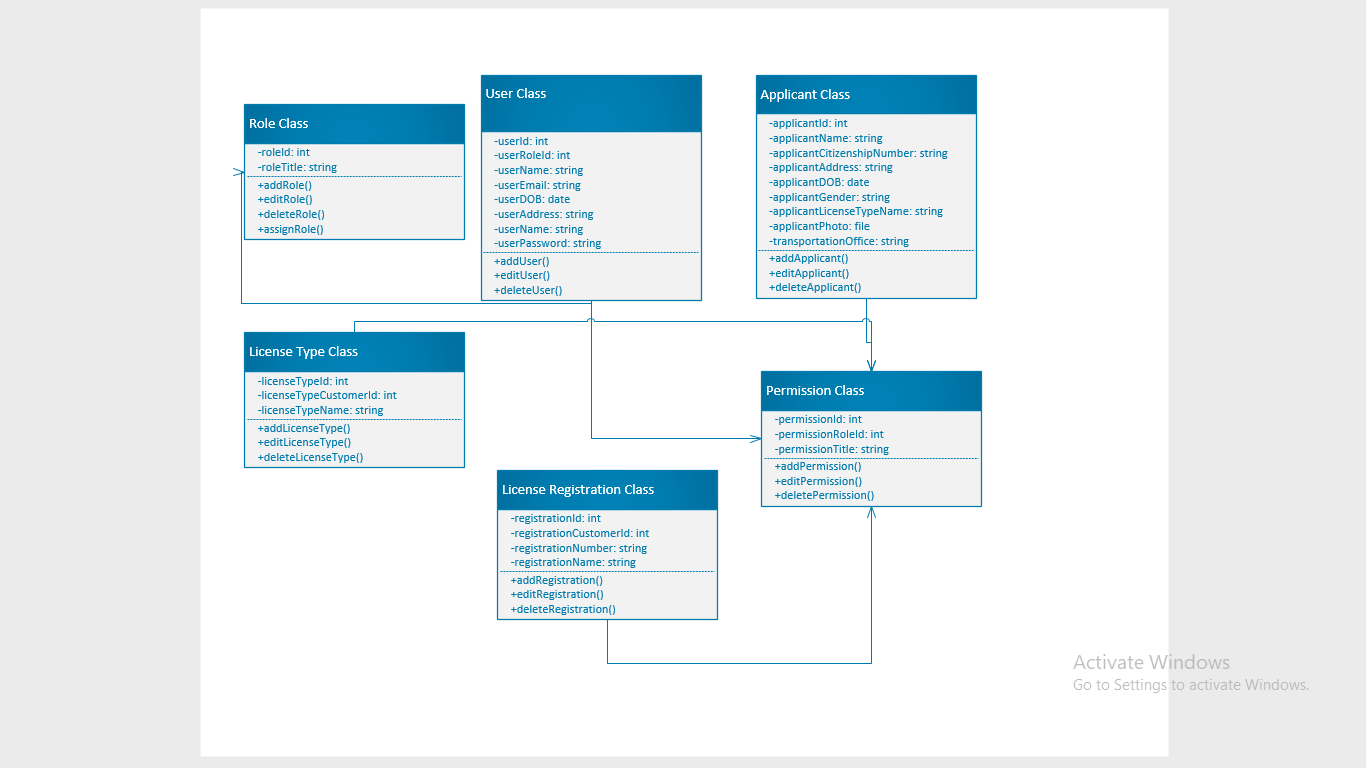 Role Class
-roleId: int
-roleTitle: string
+addRole()
+editRole()
+deleteRole()
+assignRole()
User Class
-userId: int
-userRoleId: int
-userName: string
-userEmail: string
-userDOB: date
-userAddress: string
-userName: string
-userPassword: string
+addUser()
+editUser()
+deleteUser()
Applicant Class
-applicantId: int
-applicantName: string
-applicantCitizenshipNumber: string
-applicantAddress: string
-applicantDOB: date
-applicantGender: string
-applicantLicenseTypeName: string
-applicantPhoto: file
-transportationOffice: string
+addApplicant()
+editApplicant()
+deleteApplicant()
License Type Class
-licenseTypeId: int
-licenseTypeCustomerId: int
-licenseTypeName: string
+addLicenseType()
+editLicenseType()
+deleteLicenseType()
Permission Class
-permissionId: int
-permissionRoleId: int
-permissionTitle: string
+addPermission()
+editPermission()
+deletePermission()
License Registration Class
-registrationId: int
-registrationCustomerId: int
-registrationNumber: string
-registrationName: string
+addRegistration()
+editRegistration()
+deleteRegistration()
Activate Windows
Go to Settings to activate Windows.